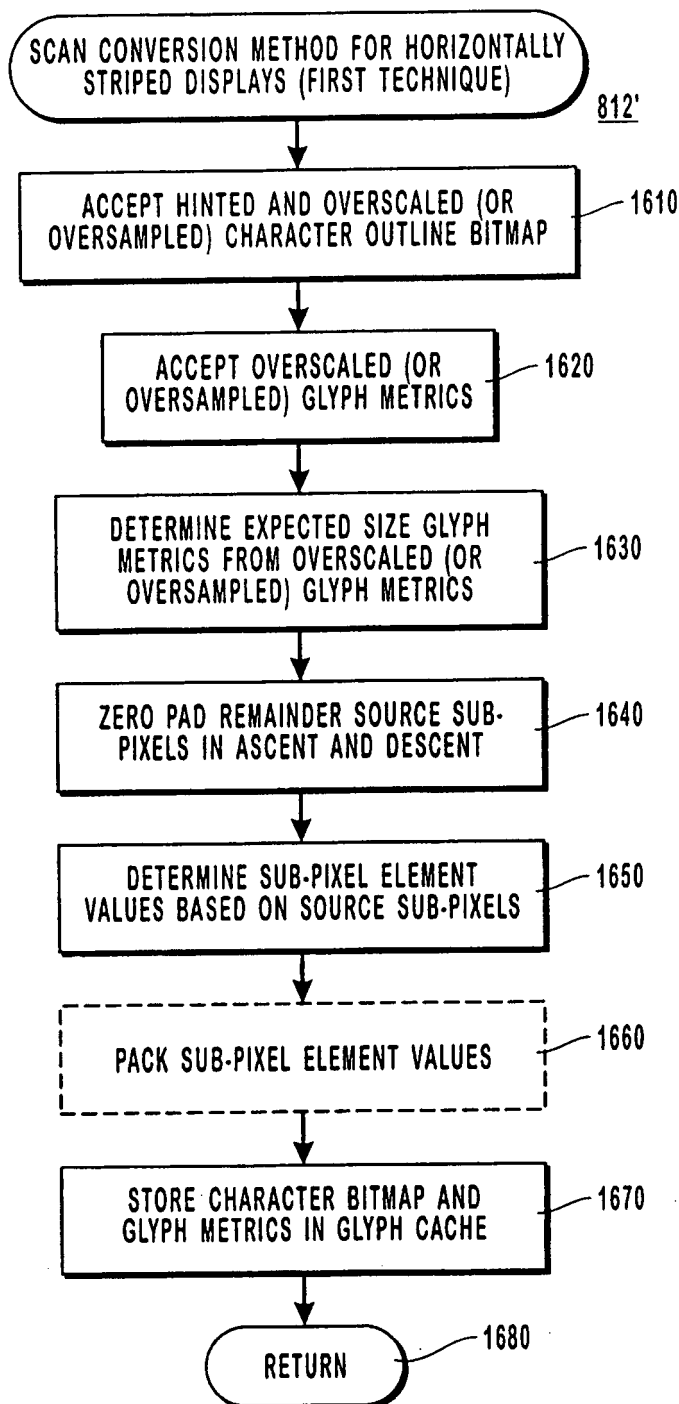 SCAN CONVERSION METHOD FOR HORIZONTALLY
STRIPED DISPLAYS (FIRST TECHNIQUE)
812'
ACCEPT HINTED AND OVERSCALED (OR
OVERSAMPLED) CHARACTER OUTLINE BITMAP
1610
ACCEPT OVERSCALED (OR
OVERSAMPLED) GLYPH METRICS
1620
DETERMINE EXPECTED SIZE GLYPH
METRICS FROM OVERSCALED (OR
OVERSAMPLED) GLYPH METRICS
1630
ZERO PAD REMAINDER SOURCE SUB-
PIXELS IN ASCENT AND DESCENT
1640
DETERMINE SUB-PIXEL ELEMENT
VALUES BASED ON SOURCE SUB-PIXELS
1650
PACK SUB-PIXEL ELEMENT VALUES
1660
STORE CHARACTER BITMAP AND
GLYPH METRICS IN GLYPH CACHE
1670
RETURN
1680